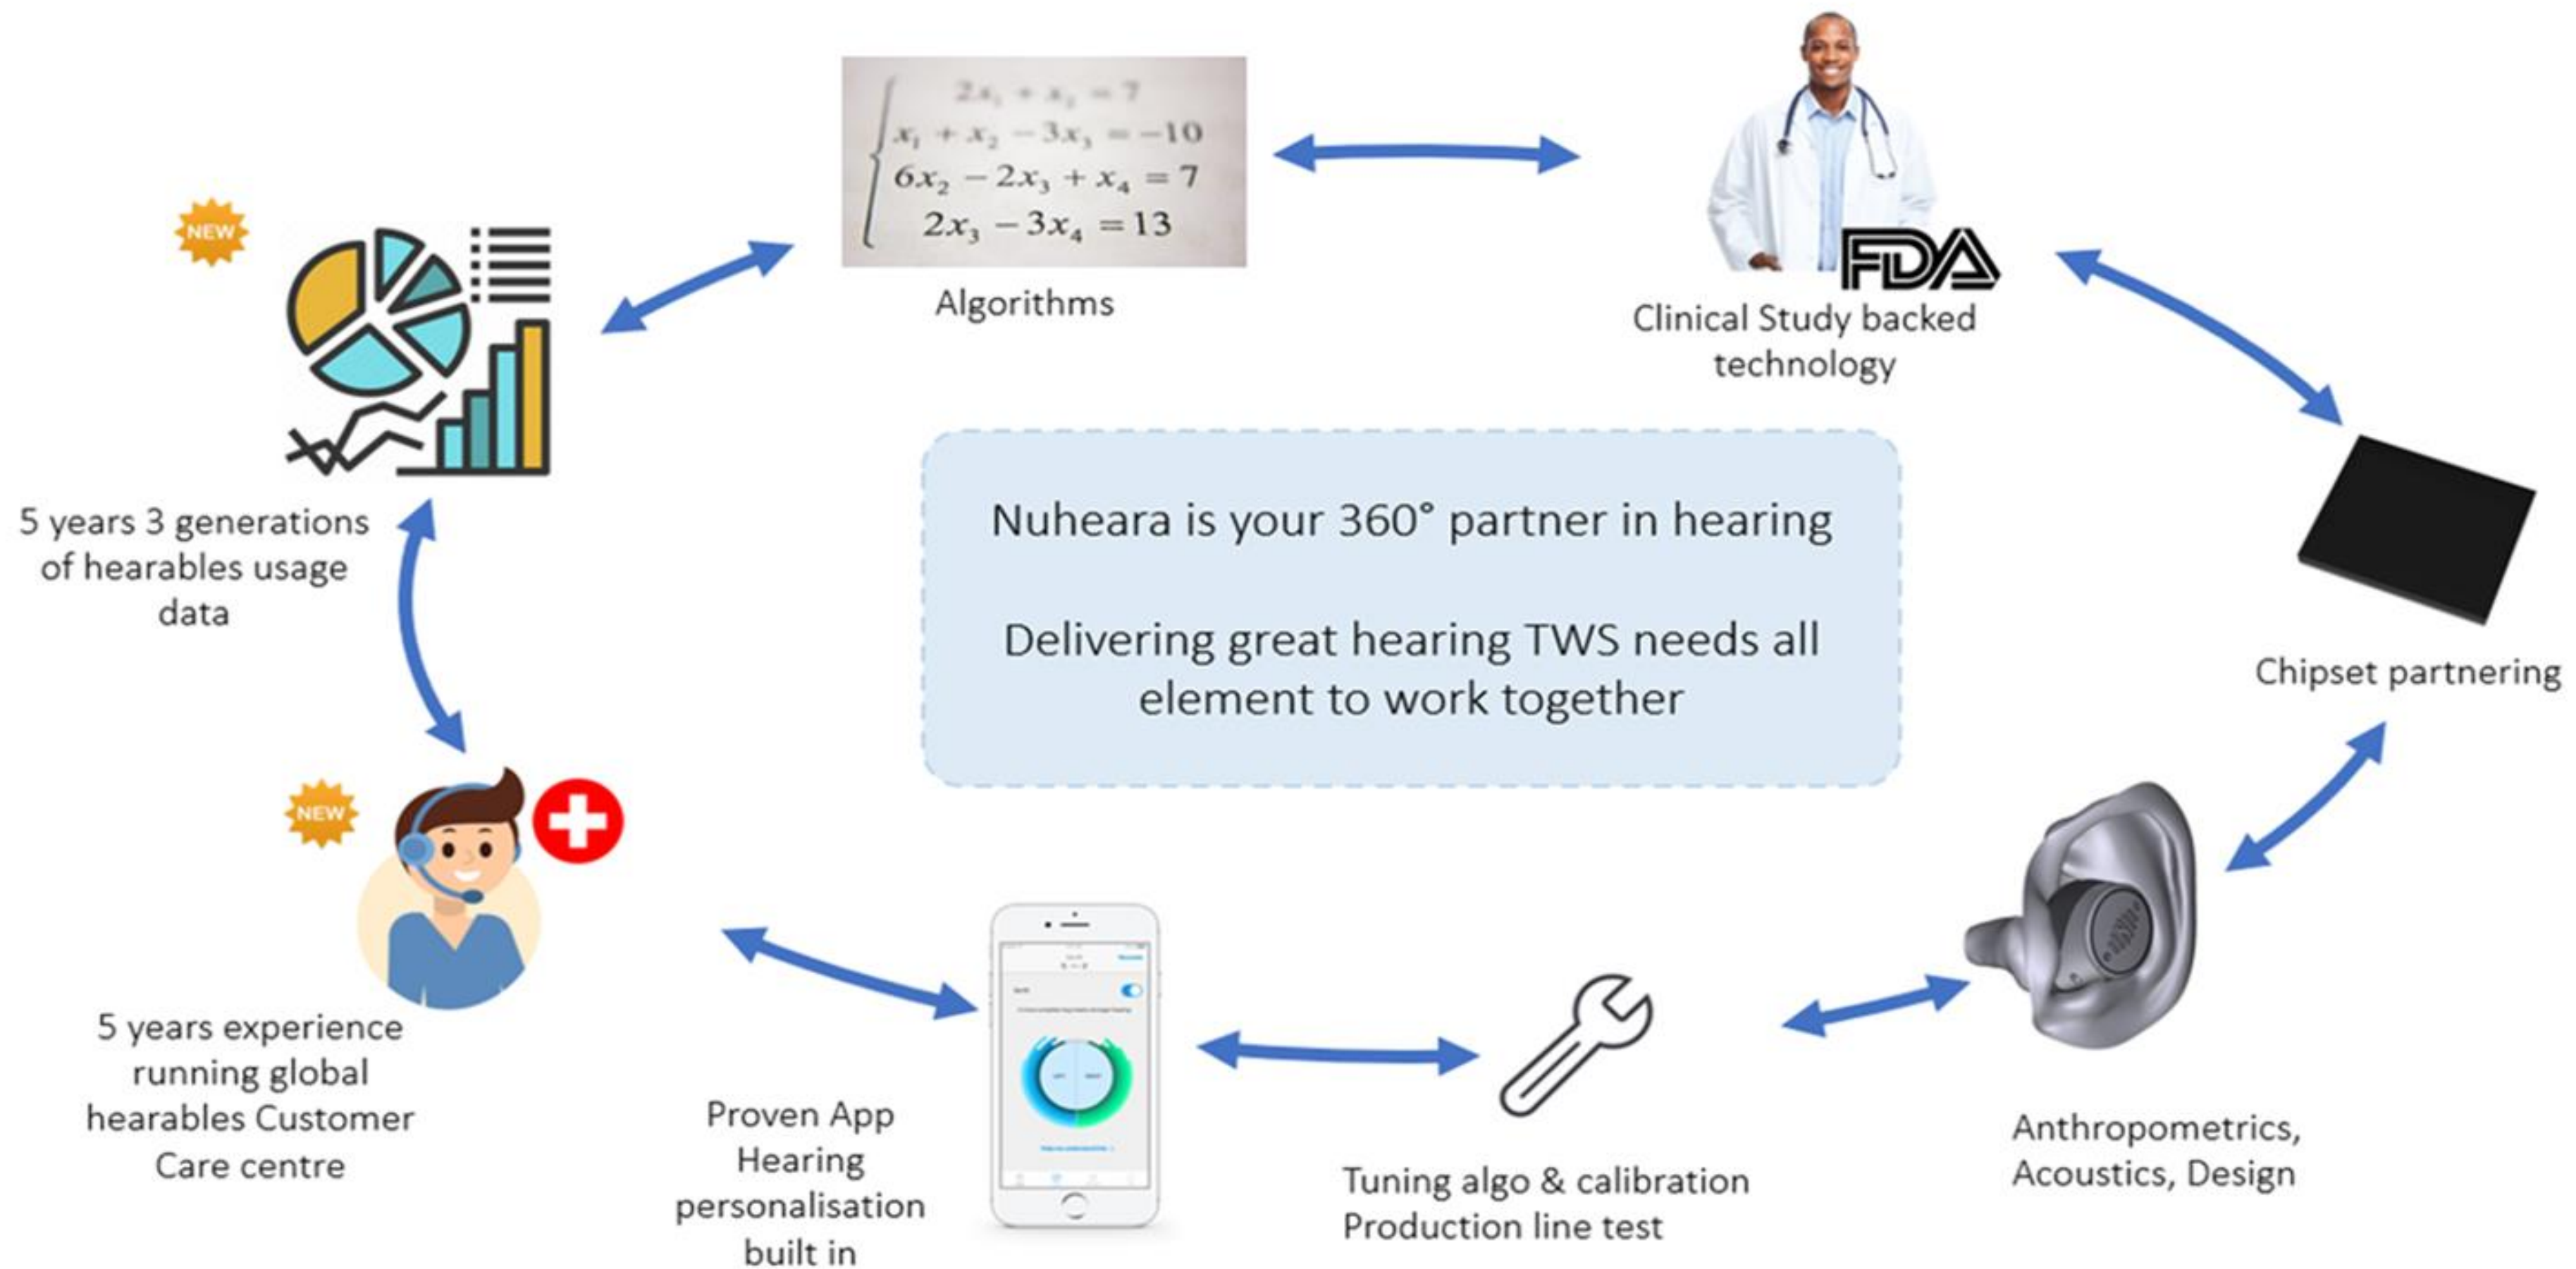 2x₁ + x₂ = 7
x₁ + x₂ − 3x₃ = −10
6x₂ − 2x₃ + x₄ = 7
2x₃ − 3x₄ = 13
Algorithms
FDA
Clinical Study backed
technology
NEW
5 years 3 generations
of hearables usage
data
Nuheara is your 360° partner in hearing
Delivering great hearing TWS needs all
element to work together
Chipset partnering
NEW
5 years experience
running global
hearables Customer
Care centre
Proven App
Hearing
personalisation
built in
Tuning algo & calibration
Production line test
Anthropometrics,
Acoustics, Design